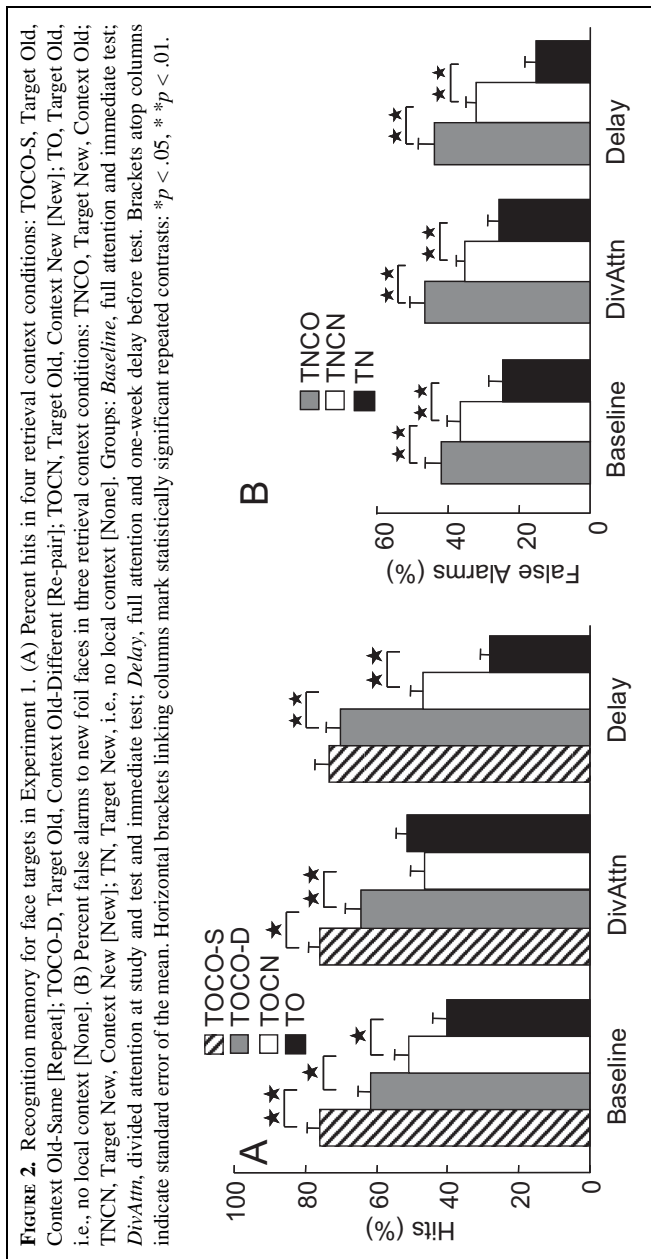 FIGURE 2. Recognition memory for face targets in Experiment 1. (A) Percent hits in four retrieval context conditions: TOCO-S, Target Old,
Context Old-Same [Repeat]; TOCO-D, Target Old, Context Old-Different [Re-pair]; TOCN, Target Old, Context New [New]; TO, Target Old,
i.e., no local context [None]. (B) Percent false alarms to new foil faces in three retrieval context conditions: TNCO, Target New, Context Old;
TNCN, Target New, Context New [New]; TN, Target New, i.e., no local context [None]. Groups: Baseline, full attention and immediate test;
DivAttn, divided attention at study and test and immediate test; Delay, full attention and one-week delay before test. Brackets atop columns
indicate standard error of the mean. Horizontal brackets linking columns mark statistically significant repeated contrasts: *p < .05, * *p < .01.
A
TOCO-S
TOCO-D
TOCN
TO
Hits (%)
100
80
60
40
20
0
★★
★
★
★
★★
★★
★★
Baseline
DivAttn
Delay
B
TNCO
TNCN
TN
False Alarms (%)
60
40
20
0
★★
★★
★★
★★
★★
★★
Baseline
DivAttn
Delay